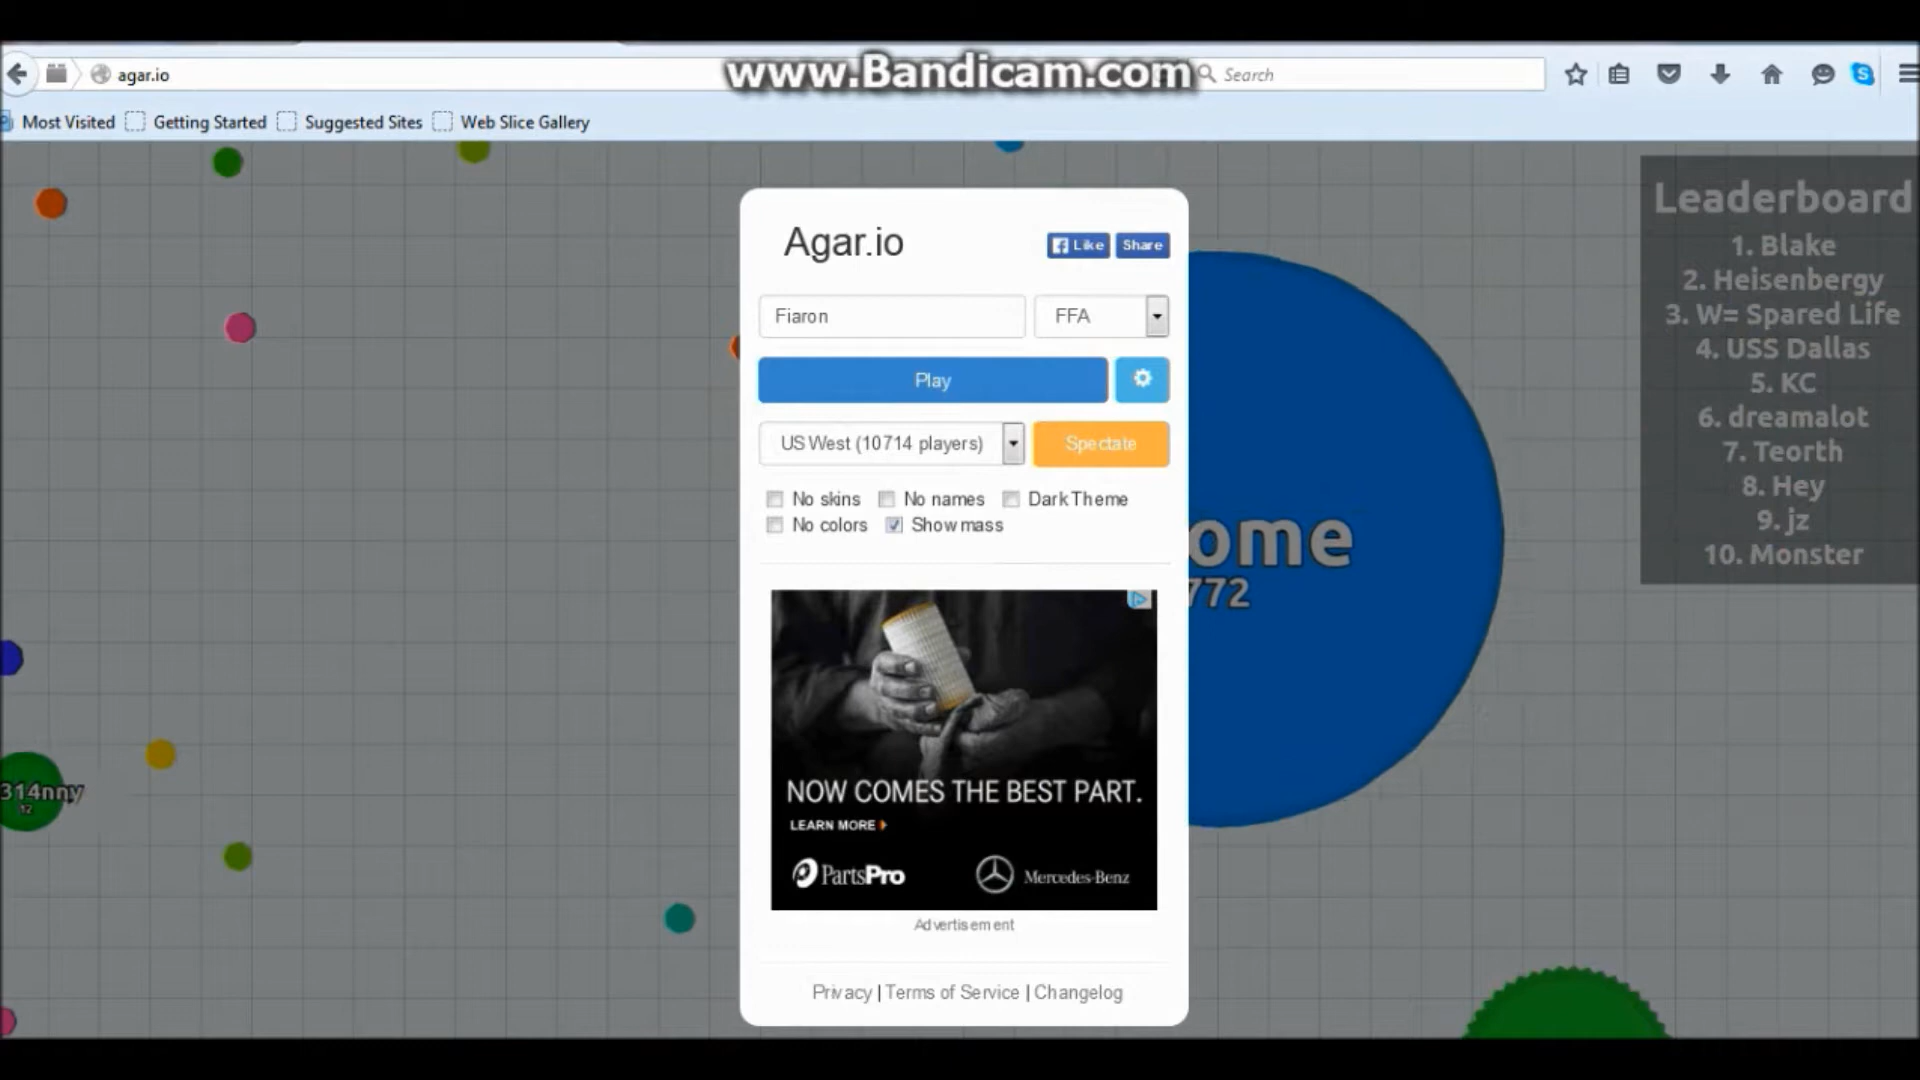 www.Bandicam.com
agar.io
Search
Most Visited Getting Started Suggested Sites Web Slice Gallery
Agar.io
Like Share
Fiaron FFA
Play
US West (10714 players) Spectate
No skins No names Dark Theme
No colors Show mass
ome
772
314nny
12
NOW COMES THE BEST PART.
LEARN MORE
PartsPro Mercedes-Benz
Advertisement
Privacy | Terms of Service | Changelog
Leaderboard
1. Blake
2. Heisenbergy
3. W= Spared Life
4. USS Dallas
5. KC
6. dreamalot
7. Teorth
8. Hey
9. jz
10. Monster